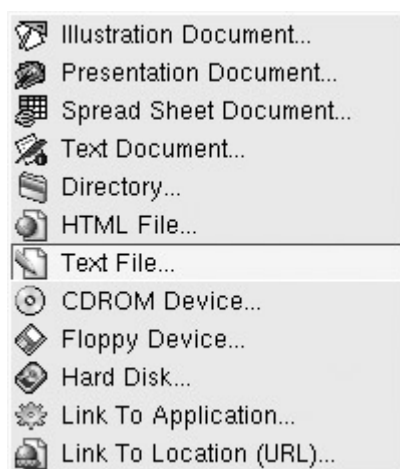 Illustration Document...
Presentation Document...
Spread Sheet Document...
Text Document...
Directory...
HTML File...
Text File...
CDROM Device...
Floppy Device...
Hard Disk...
Link To Application...
Link To Location (URL)...